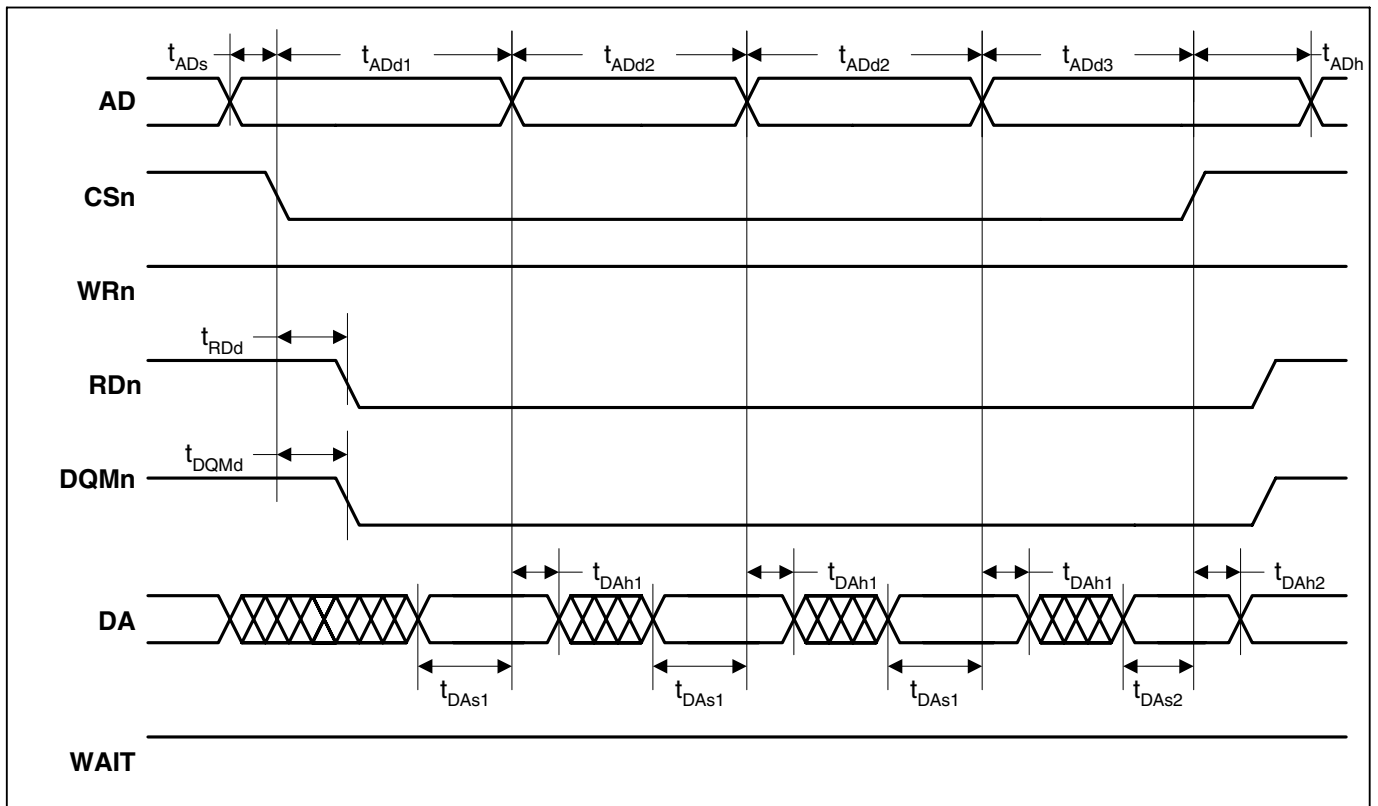 tADs tADd1 tADd2 tADd2 tADd3 tADh
AD
CSn
WRn
tRDd
RDn
tDQMd
DQMn
tDAh1 tDAh1 tDAh1 tDAh2
DA
tDAs1 tDAs1 tDAs1 tDAs2
WAIT